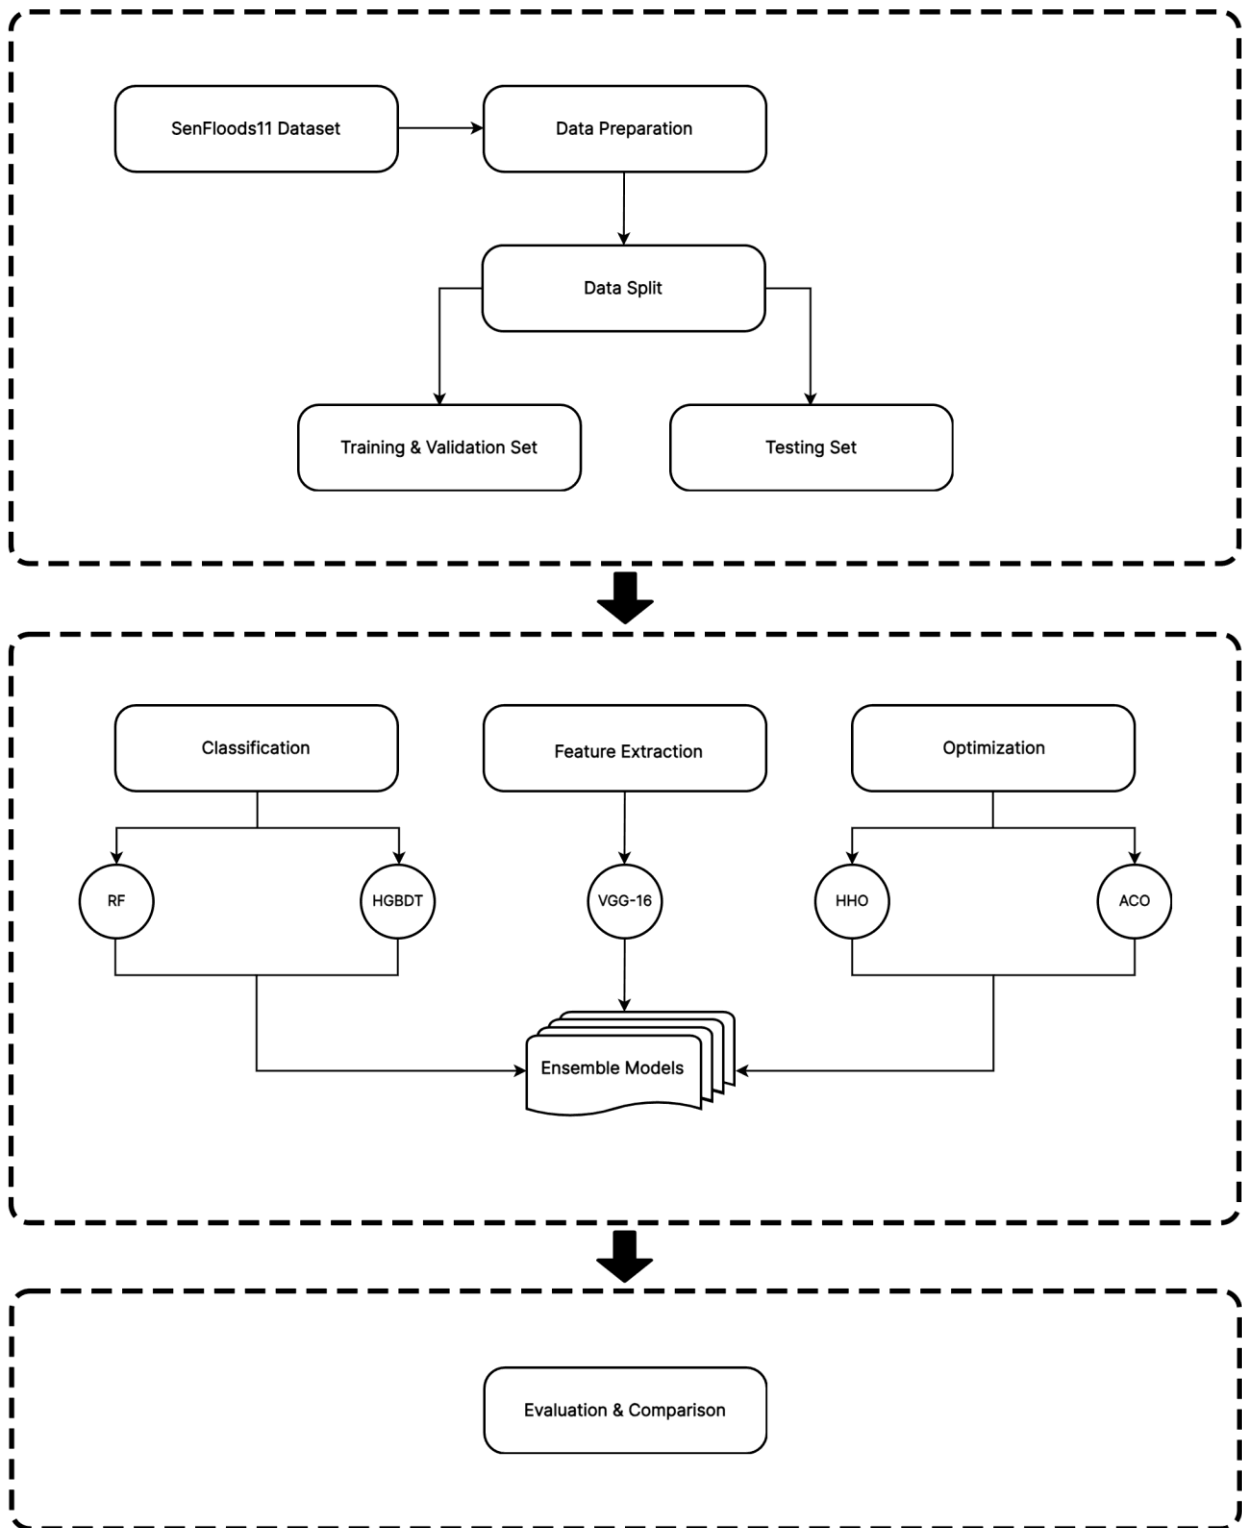 SenFloods11 Dataset
Data Preparation
Data Split
Training & Validation Set
Testing Set
Classification
Feature Extraction
Optimization
RF
HGBDT
VGG-16
HHO
ACO
Ensemble Models
Evaluation & Comparison